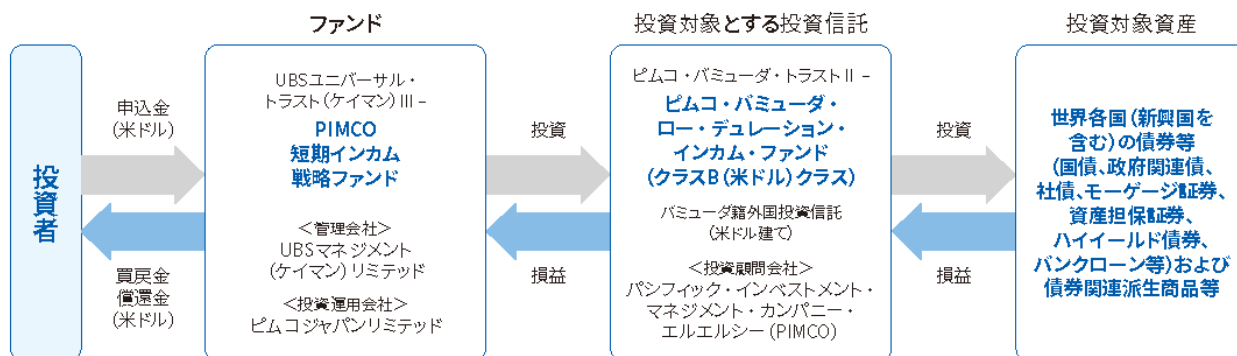 ファンド
投資対象とする投資信託
投資対象資産
投資者
申込金
(米ドル)
買戻金
償還金
(米ドル)
UBSユニバーサル・
トラスト(ケイマン)III –
PIMCO
短期インカム
戦略ファンド
<管理会社>
UBSマネジメント
(ケイマン)リミテッド
<投資運用会社>
ピムコジャパンリミテッド
投資
損益
ピムコ・バミューダ・トラストII –
ピムコ・バミューダ・
ロー・デュレーション・
インカム・ファンド
(クラスB(米ドル)クラス)
バミューダ籍外国投資信託
(米ドル建て)
<投資顧問会社>
パシフィック・インベストメント・
マネジメント・カンパニー・
エルエルシー(PIMCO)
投資
損益
世界各国(新興国を
含む)の債券等
(国債、政府関連債、
社債、モーゲージ証券、
資産担保証券、
ハイイールド債券、
バンクローン等)および
債券関連派生商品等